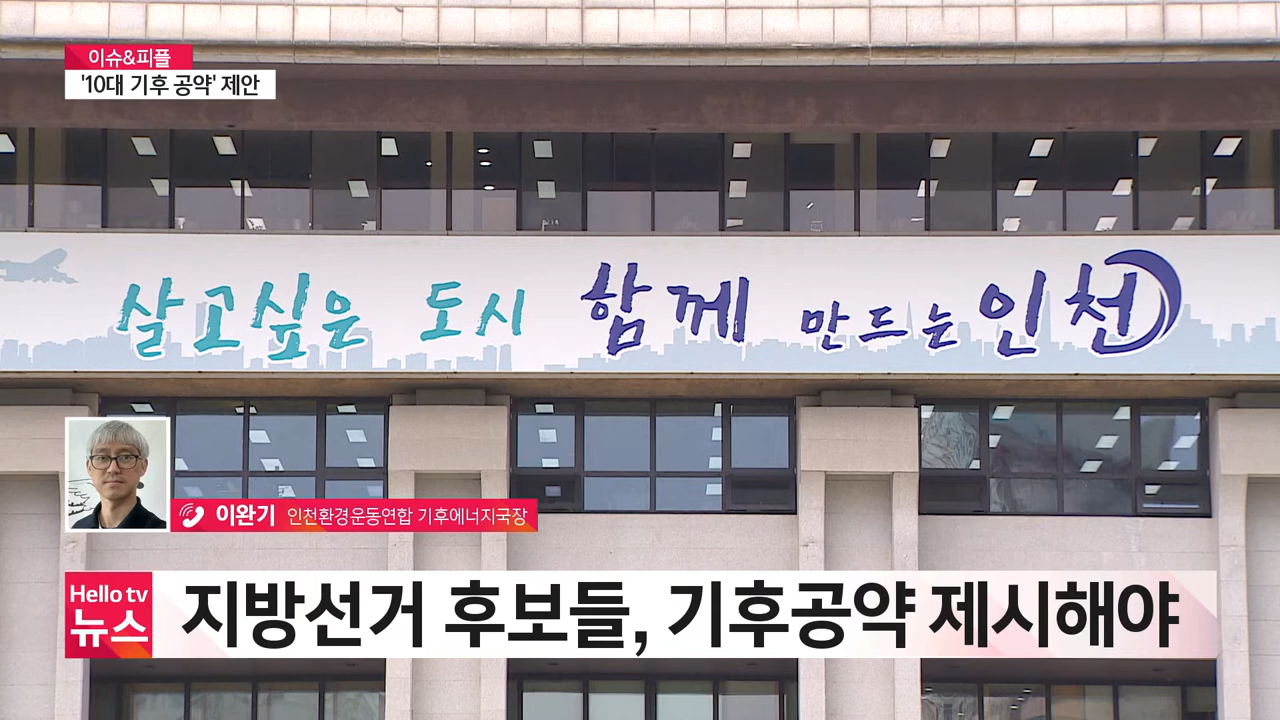 이슈&피플
'10대 기후 공약' 제안
살고싶은 도시 함께 만드는 인천
이완기 인천환경운동연합 기후에너지국장
Hello tv
뉴스
지방선거 후보들, 기후공약 제시해야